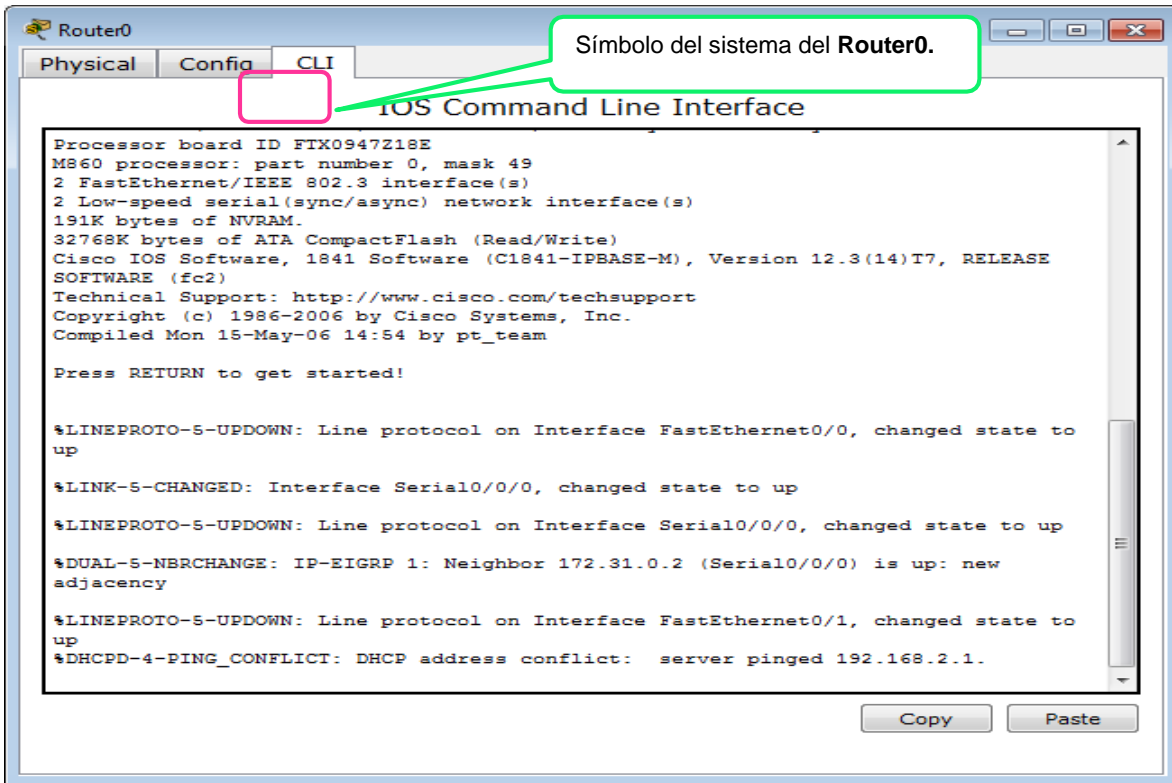 Router0
Símbolo del sistema del Router0.
Physical Config CLI
IOS Command Line Interface
Processor board ID FTX0947Z18E
M860 processor: part number 0, mask 49
2 FastEthernet/IEEE 802.3 interface(s)
2 Low-speed serial(sync/async) network interface(s)
191K bytes of NVRAM.
32768K bytes of ATA CompactFlash (Read/Write)
Cisco IOS Software, 1841 Software (C1841-IPBASE-M), Version 12.3(14)T7, RELEASE
SOFTWARE (fc2)
Technical Support: http://www.cisco.com/techsupport
Copyright (c) 1986-2006 by Cisco Systems, Inc.
Compiled Mon 15-May-06 14:54 by pt_team
Press RETURN to get started!
%LINEPROTO-5-UPDOWN: Line protocol on Interface FastEthernet0/0, changed state to
up
%LINK-5-CHANGED: Interface Serial0/0/0, changed state to up
%LINEPROTO-5-UPDOWN: Line protocol on Interface Serial0/0/0, changed state to up
%DUAL-5-NBRCHANGE: IP-EIGRP 1: Neighbor 172.31.0.2 (Serial0/0/0) is up: new
adjacency
%LINEPROTO-5-UPDOWN: Line protocol on Interface FastEthernet0/1, changed state to
up
%DHCPD-4-PING_CONFLICT: DHCP address conflict:  server pinged 192.168.2.1.
Copy Paste